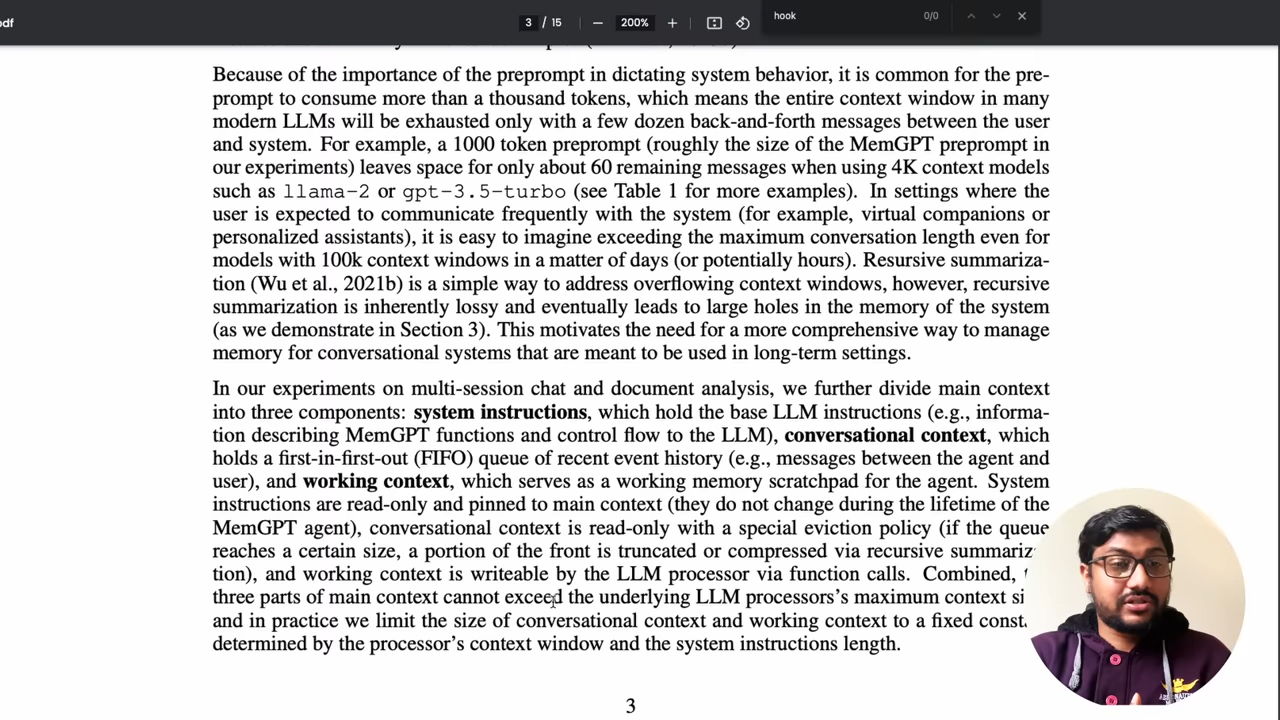 odf
3 / 15
200%
hook
0/0
Because of the importance of the preprompt in dictating system behavior, it is common for the pre-
prompt to consume more than a thousand tokens, which means the entire context window in many
modern LLMs will be exhausted only with a few dozen back-and-forth messages between the user
and system. For example, a 1000 token preprompt (roughly the size of the MemGPT preprompt in
our experiments) leaves space for only about 60 remaining messages when using 4K context models
such as llama-2 or gpt-3.5-turbo (see Table 1 for more examples). In settings where the
user is expected to communicate frequently with the system (for example, virtual companions or
personalized assistants), it is easy to imagine exceeding the maximum conversation length even for
models with 100k context windows in a matter of days (or potentially hours). Resursive summariza-
tion (Wu et al., 2021b) is a simple way to address overflowing context windows, however, recursive
summarization is inherently lossy and eventually leads to large holes in the memory of the system
(as we demonstrate in Section 3). This motivates the need for a more comprehensive way to manage
memory for conversational systems that are meant to be used in long-term settings.
In our experiments on multi-session chat and document analysis, we further divide main context
into three components: system instructions, which hold the base LLM instructions (e.g., informa-
tion describing MemGPT functions and control flow to the LLM), conversational context, which
holds a first-in-first-out (FIFO) queue of recent event history (e.g., messages between the agent and
user), and working context, which serves as a working memory scratchpad for the agent. System
instructions are read-only and pinned to main context (they do not change during the lifetime of the
MemGPT agent), conversational context is read-only with a special eviction policy (if the queue
reaches a certain size, a portion of the front is truncated or compressed via recursive summariz
tion), and working context is writeable by the LLM processor via function calls. Combined,
three parts of main context cannot exceed the underlying LLM processors's maximum context si
and in practice we limit the size of conversational context and working context to a fixed const
determined by the processor's context window and the system instructions length.
3